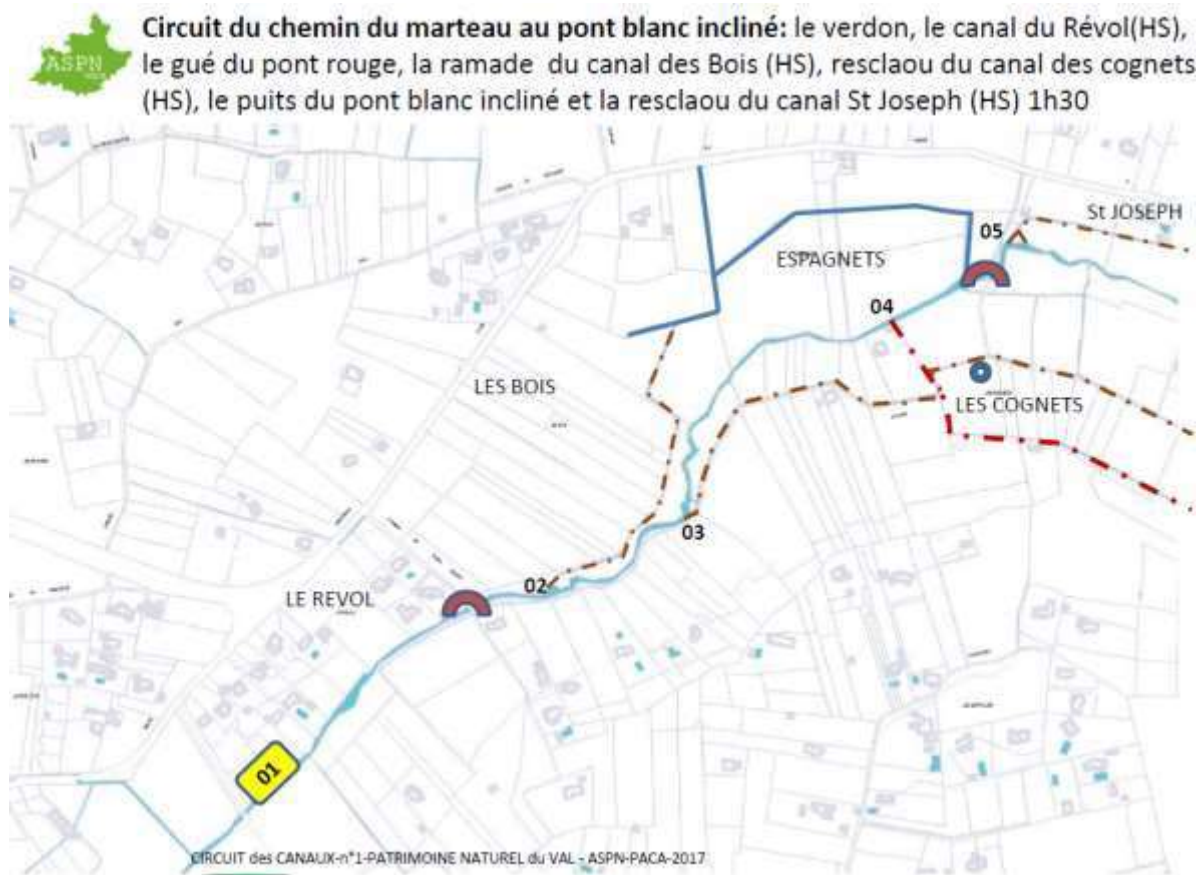 ASPN
Circuit du chemin du marteau au pont blanc incliné: le verdon, le canal du Révol(HS),
le gué du pont rouge, la ramade du canal des Bois (HS), resclaou du canal des cognets
(HS), le puits du pont blanc incliné et la resclaou du canal St Joseph (HS) 1h30
St JOSEPH
05
ESPAGNETS
04
LES BOIS
LES COGNETS
03
02
LE REVOL
01
CIRCUIT des CANAUX-n°1-PATRIMOINE NATUREL du VAL - ASPN-PACA-2017